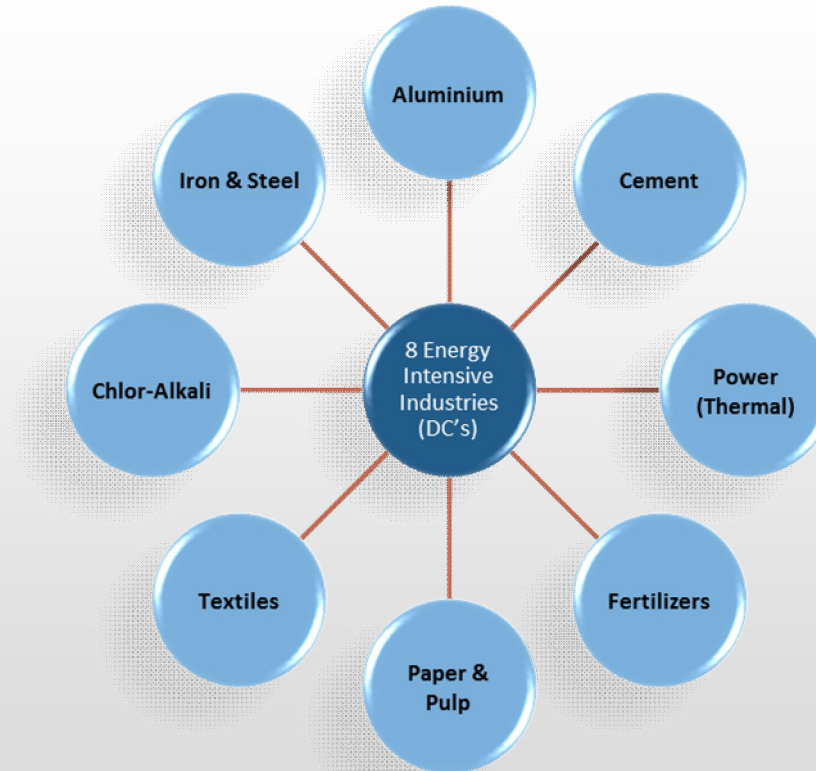 Aluminium
Cement
Power
(Thermal)
Fertilizers
Paper &
Pulp
Textiles
Chlor-Alkali
Iron & Steel
8 Energy
Intensive
Industries
(DC's)